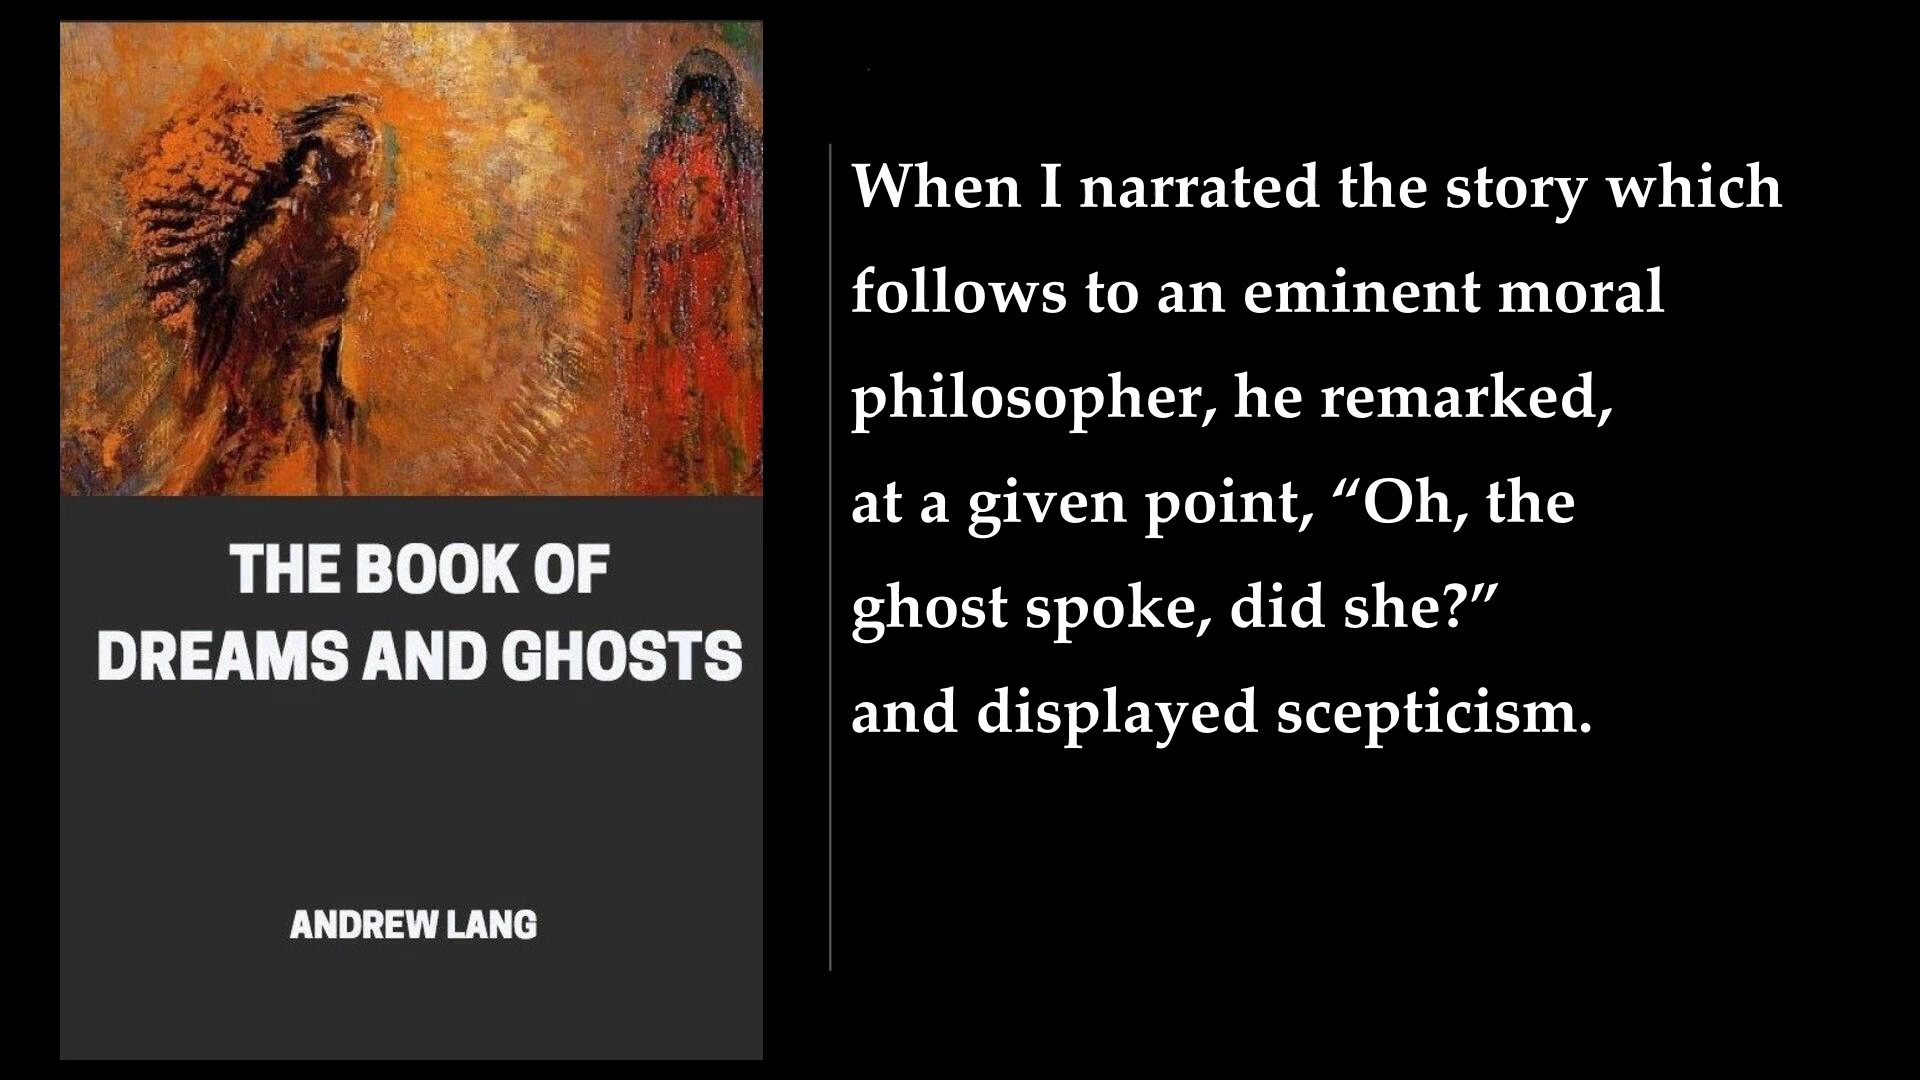 THE BOOK OF
DREAMS AND GHOSTS
ANDREW LANG
When I narrated the story which
follows to an eminent moral
philosopher, he remarked,
at a given point, “Oh, the
ghost spoke, did she?”
and displayed scepticism.